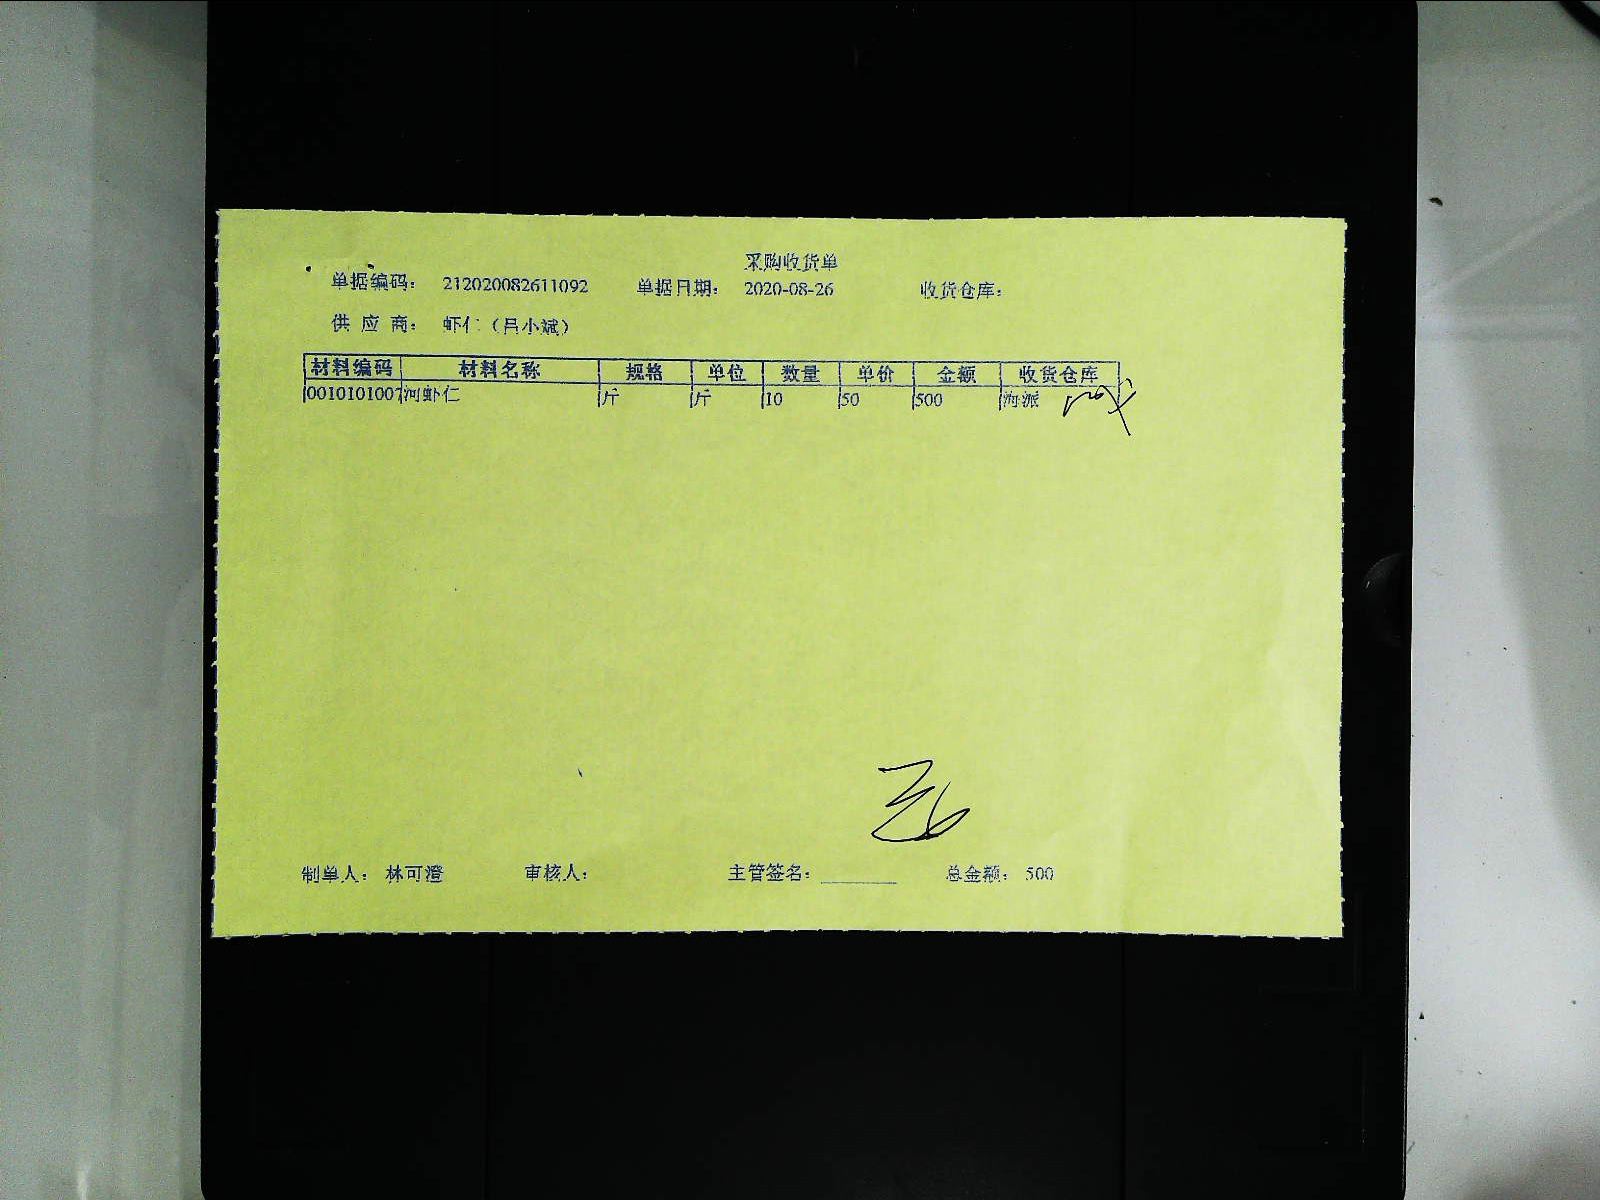 采购收货单
单据编码： 212020082611092 单据日期： 2020-08-26 收货仓库：
供 应 商： 虾仁（吕小斌）
材料编码 材料名称 规格 单位 数量 单价 金额 收货仓库
0010101007 河虾仁 斤 斤 10 50 500 海派
制单人： 林可澄 审核人： 主管签名：________ 总金额： 500